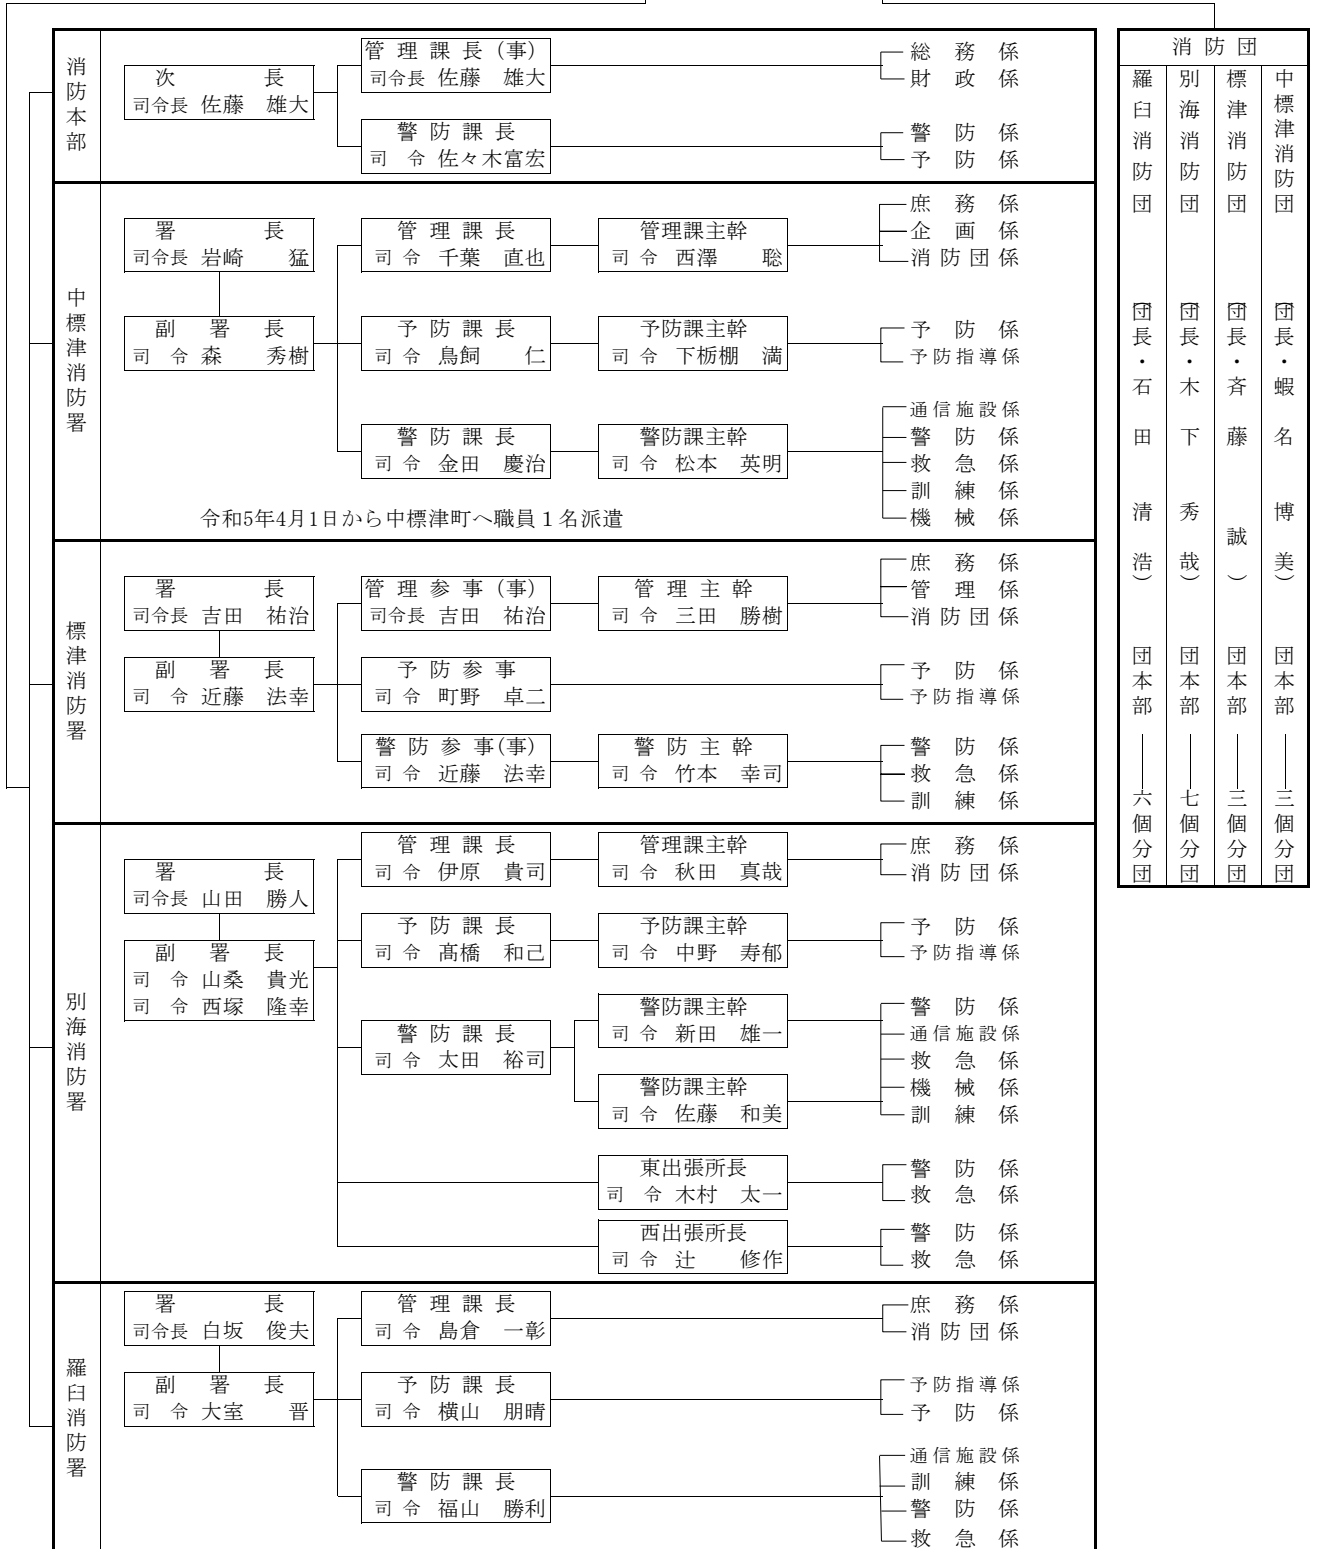 消防本部
次　　　長
司令長 佐藤　雄大
管 理 課 長 (事)
司令長 佐藤　雄大
総　務　係
財　政　係
警 防 課 長
司　令 佐々木富宏
警　防　係
予　防　係
中標津消防署
署　　　長
司令長 岩崎　　猛
副　署　長
司　令 森　　秀樹
管 理 課 長
司 令 千葉　直也
管理課主幹
司 令 西澤　　聡
庶　務　係
企　画　係
消 防 団 係
予 防 課 長
司 令 鳥飼　　仁
予防課主幹
司 令 下栃棚　満
予　防　係
予 防 指 導 係
警 防 課 長
司 令 金田　慶治
警防課主幹
司 令 松本　英明
通 信 施 設 係
警　防　係
救　急　係
訓　練　係
機　械　係
令和5年4月1日から中標津町へ職員１名派遣
標津消防署
署　　　長
司令長 吉田　祐治
副　署　長
司　令 近藤　法幸
管 理 参 事 (事)
司令長 吉田　祐治
管 理 主 幹
司 令 三田　勝樹
庶　務　係
管　理　係
消 防 団 係
予 防 参 事
司 令 町野　卓二
予　防　係
予 防 指 導 係
警 防 参 事(事)
司 令 近藤　法幸
警 防 主 幹
司 令 竹本　幸司
警　防　係
救　急　係
訓　練　係
別海消防署
署　　　長
司令長 山田　勝人
副　署　長
司　令 山桑　貴光
司　令 西塚　隆幸
管 理 課 長
司 令 伊原　貴司
管理課主幹
司 令 秋田　真哉
庶　務　係
消 防 団 係
予 防 課 長
司 令 髙橋　和己
予防課主幹
司 令 中野　寿郁
予　防　係
予 防 指 導 係
警 防 課 長
司 令 太田　裕司
警防課主幹
司 令 新田　雄一
警防課主幹
司 令 佐藤　和美
警　防　係
通 信 施 設 係
救　急　係
機　械　係
訓　練　係
東出張所長
司　令 木村　太一
警　防　係
救　急　係
西出張所長
司 令 辻　　修作
警　防　係
救　急　係
羅臼消防署
署　　　長
司令長 白坂　俊夫
副　署　長
司　令 大室　　晋
管 理 課 長
司 令 島倉　一彰
庶　務　係
消 防 団 係
予 防 課 長
司 令 横山　朋晴
予 防 指 導 係
予　防　係
警 防 課 長
司 令 福山　勝利
通 信 施 設 係
訓　練　係
警　防　係
救　急　係
消 防 団
中標津消防団 （団長・蝦名 博美） 団本部 三個分団
標津消防団 （団長・斉藤 誠） 団本部 三個分団
別海消防団 （団長・木下 秀哉） 団本部 七個分団
羅臼消防団 （団長・石田 清浩） 団本部 六個分団